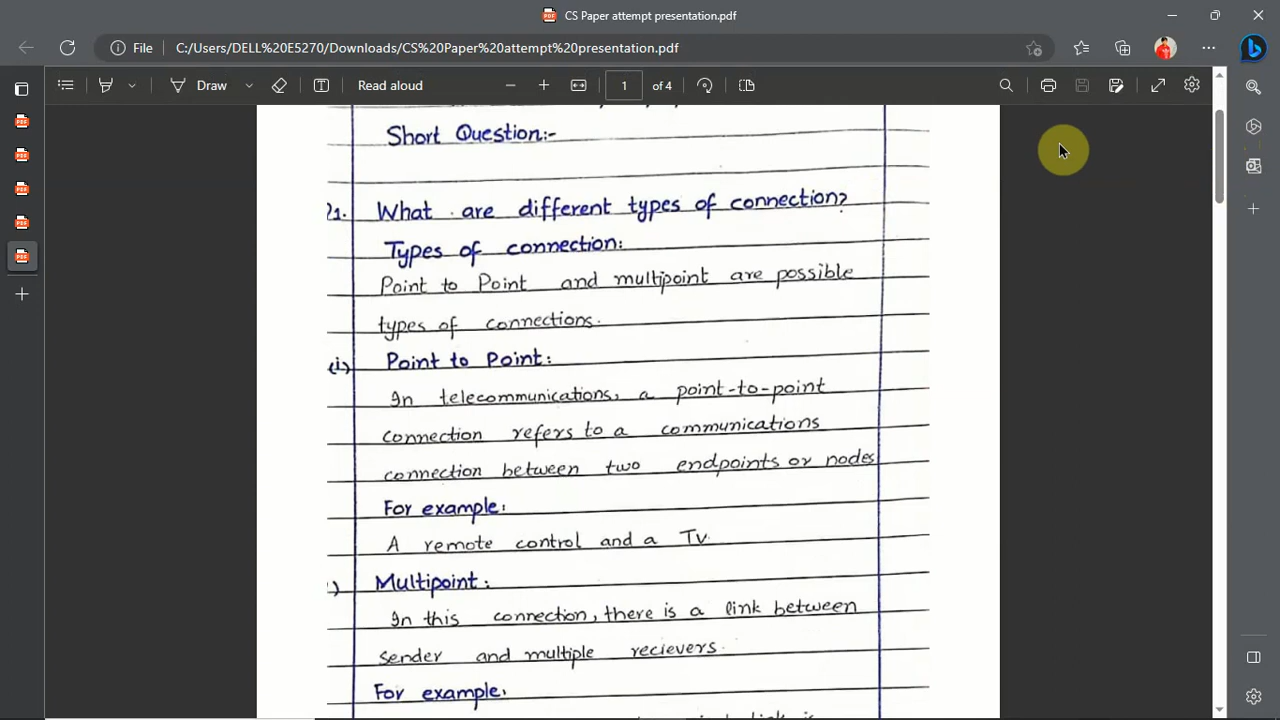 CS Paper attempt presentation.pdf
File C:/Users/DELL%20E5270/Downloads/CS%20Paper%20attempt%20presentation.pdf
Draw Read aloud 1 of 4
Short Question:-
What are different types of connection?
Types of connection:
Point to Point and multipoint are possible
types of connections.
(i) Point to Point:
In telecommunications, a point-to-point
connection refers to a communications
connection between two endpoints or nodes
For example:
A remote control and a Tv.
Multipoint:
In this connection, there is a link between
sender and multiple recievers.
For example: